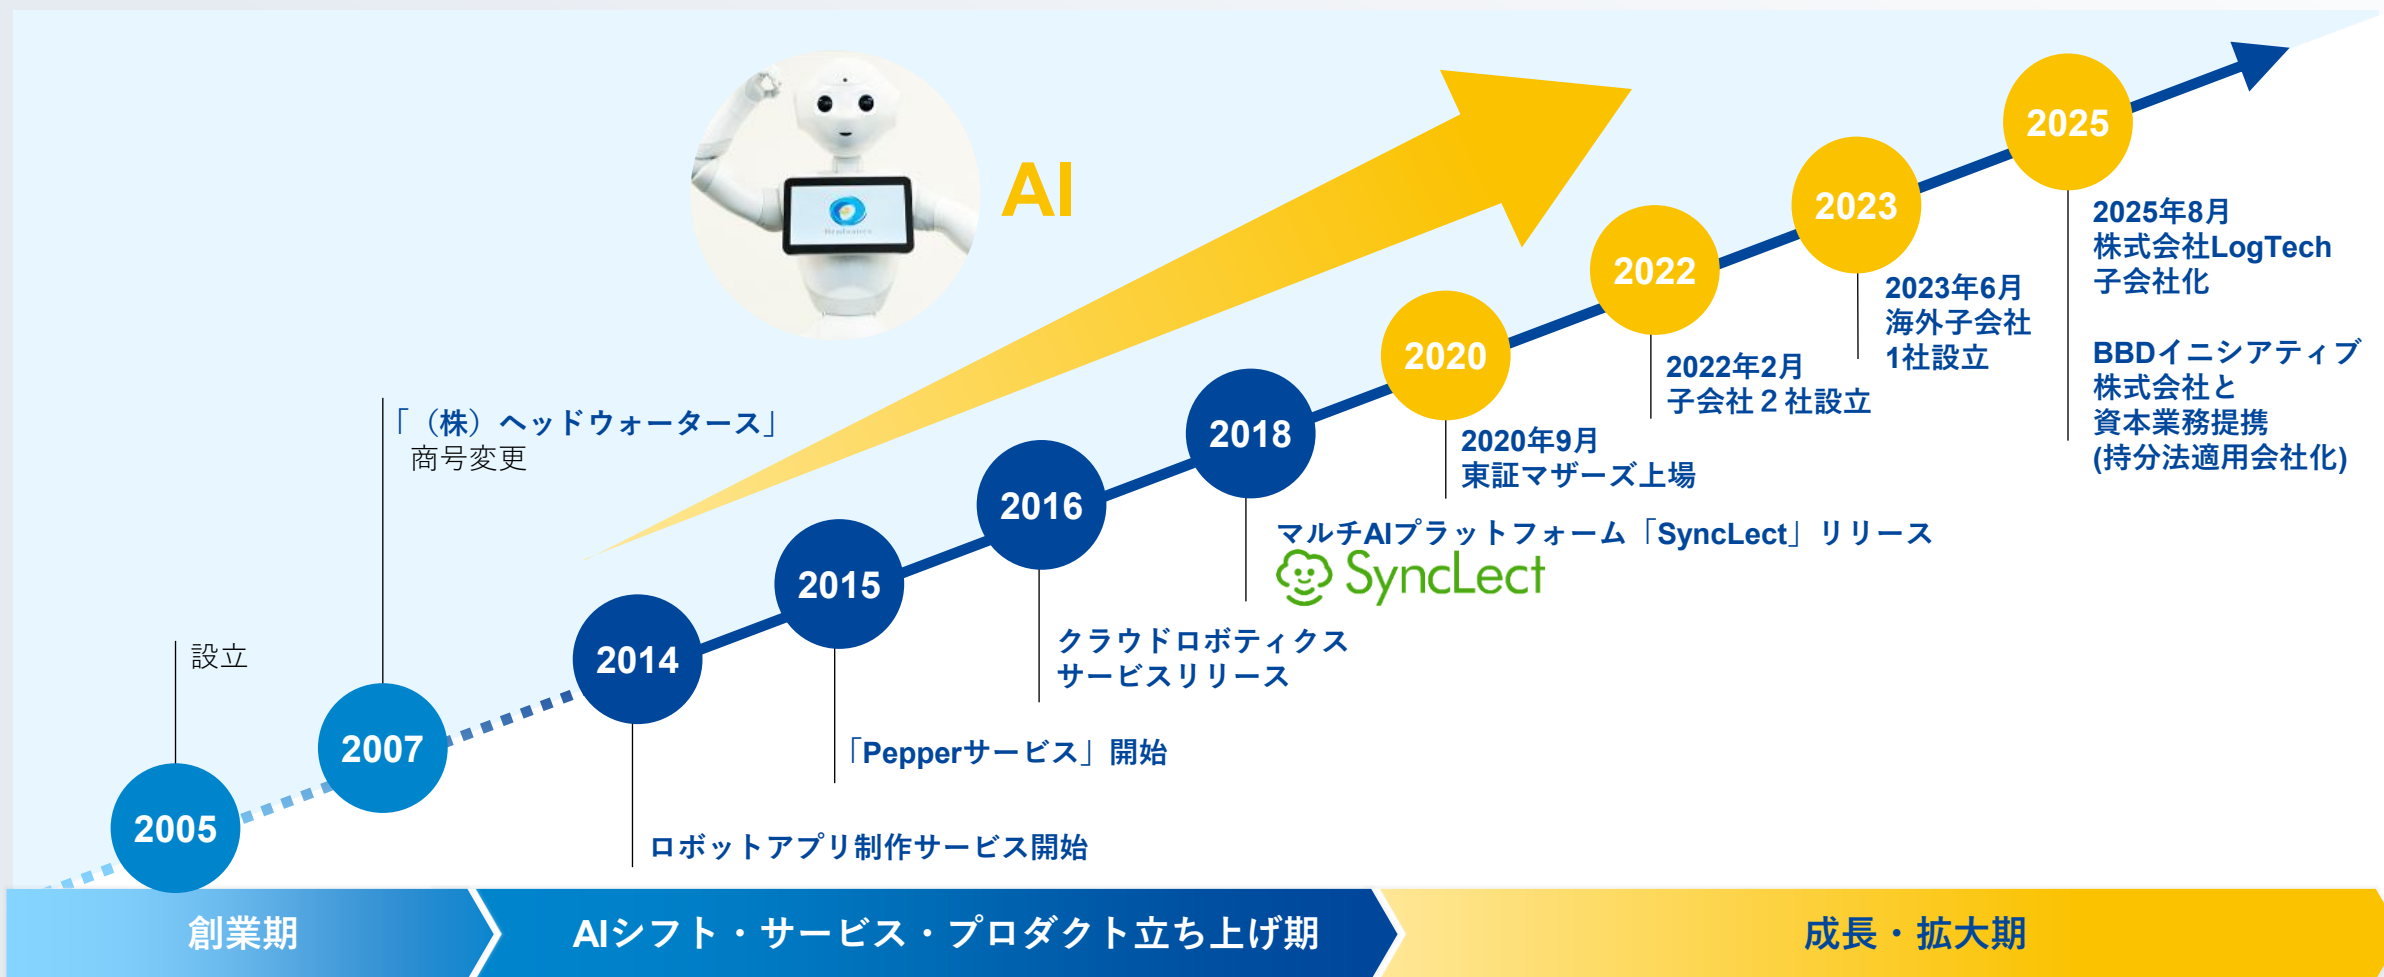 2005
設立
2007
「（株）ヘッドウォータース」
商号変更
2014
ロボットアプリ制作サービス開始
2015
「Pepperサービス」開始
2016
クラウドロボティクス
サービスリリース
2018
マルチAIプラットフォーム「SyncLect」リリース
SyncLect
2020
2020年9月
東証マザーズ上場
2022
2022年2月
子会社２社設立
2023
2023年6月
海外子会社
1社設立
2025
2025年8月
株式会社LogTech
子会社化
BBDイニシアティブ
株式会社と
資本業務提携
(持分法適用会社化)
AI
Headwaters
創業期
AIシフト・サービス・プロダクト立ち上げ期
成長・拡大期